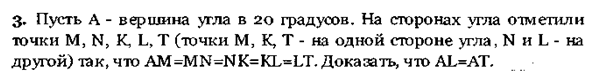 3. Пусть А - вершина угла в 20 градусов. На сторонах угла отметили
точки M, N, K, L, T (точки M, K, T - на одной стороне угла, N и L - на
другой) так, что AM=MN=NK=KL=LT. Доказать, что AL=AT.